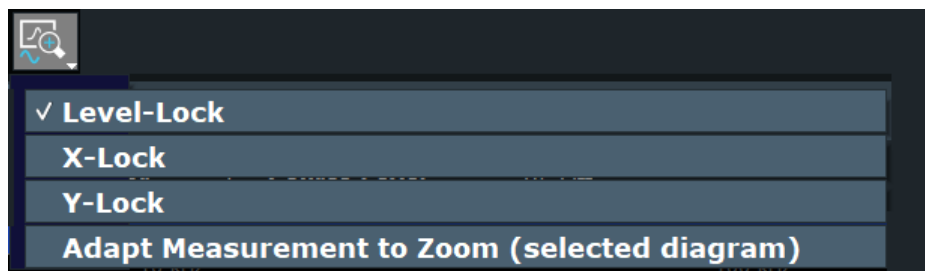 Level-Lock
X-Lock
Y-Lock
Adapt Measurement to Zoom (selected diagram)